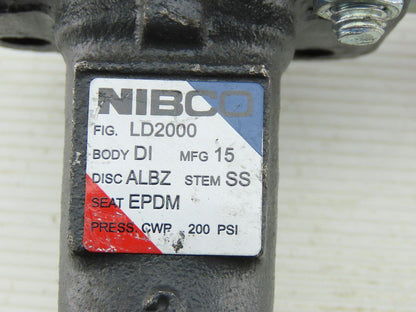 NIBCO
FIG. LD2000
BODY DI MFG 15
DISC ALBZ STEM SS
SEAT EPDM
PRESS. CWP 200 PSI